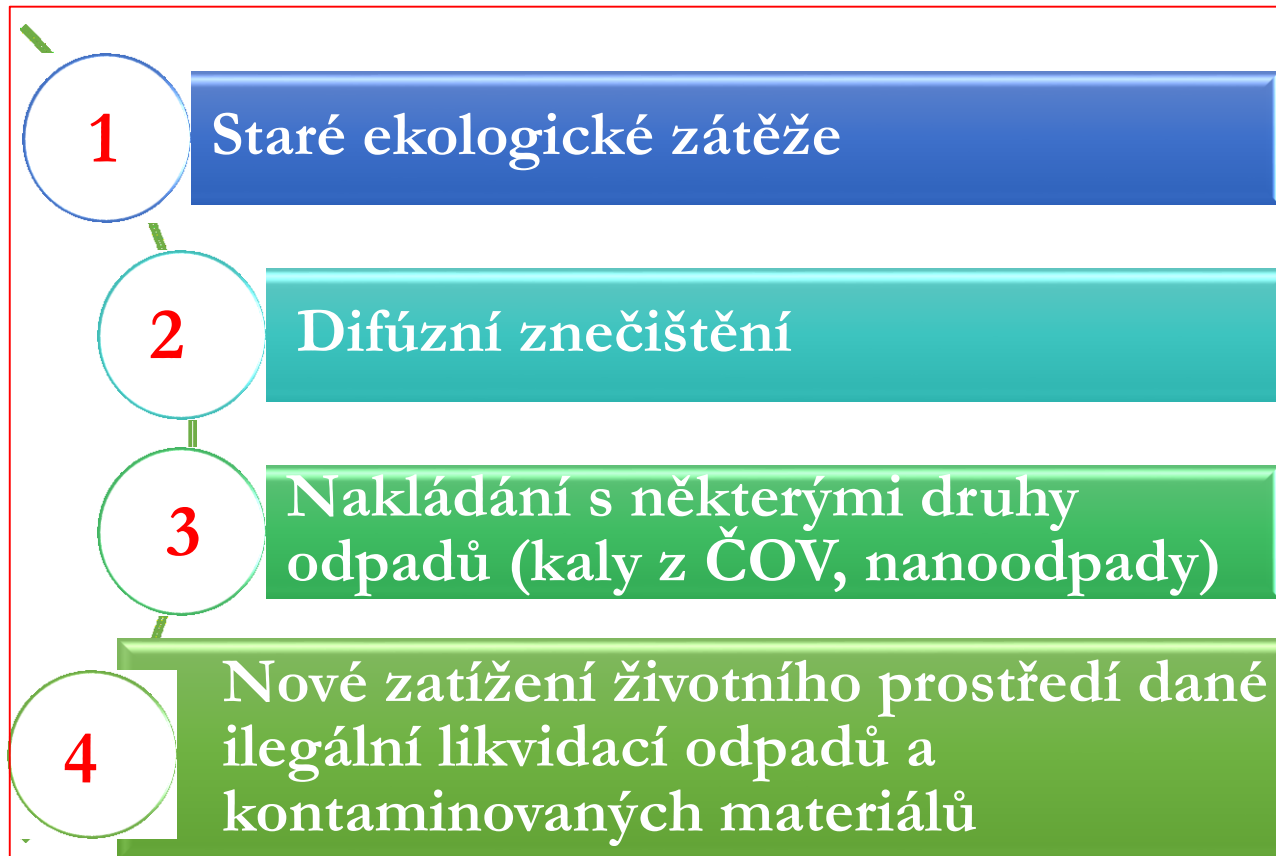 1
Staré ekologické zátěže
2
Difúzní znečištění
3
Nakládání s některými druhy
odpadů (kaly z ČOV, nanoodpady)
4
Nové zatížení životního prostředí dané
ilegální likvidací odpadů a
kontaminovaných materiálů